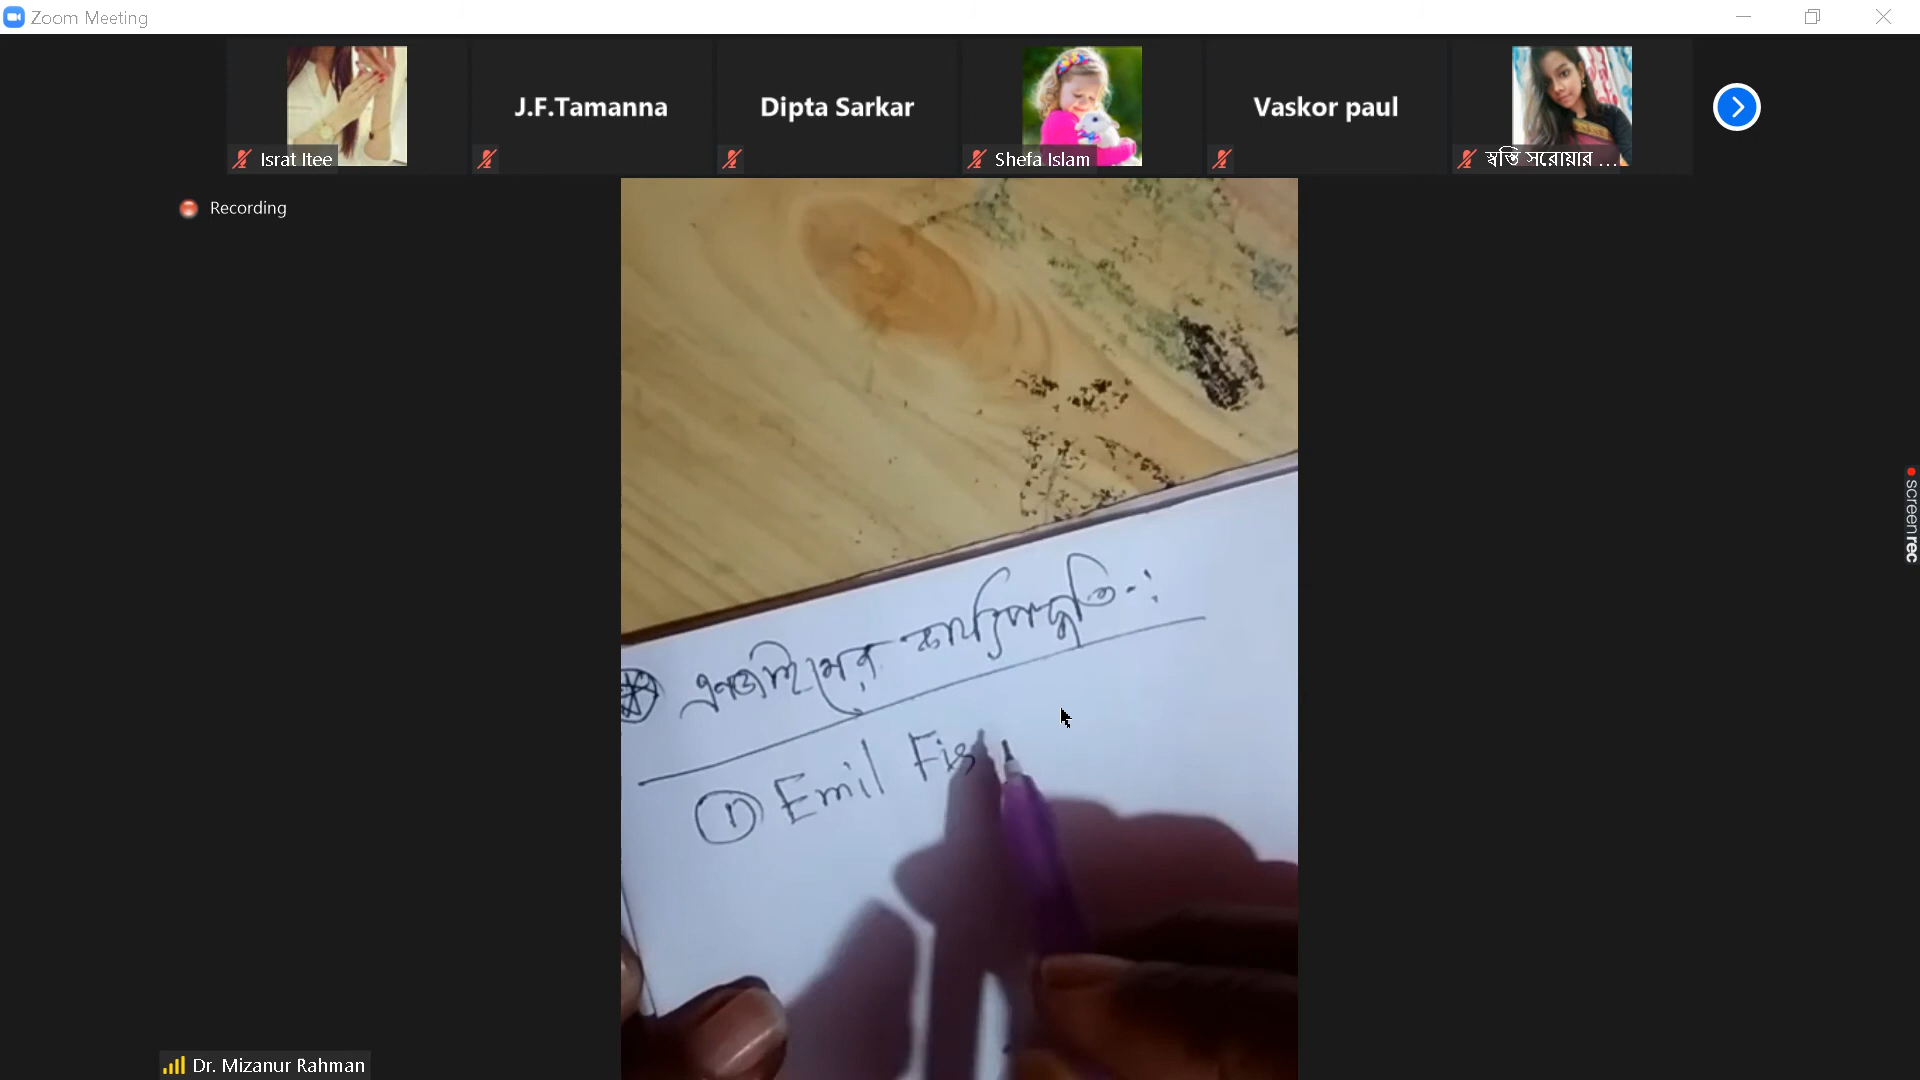 Zoom Meeting
Israt Itee
J.F.Tamanna
Dipta Sarkar
Shefa Islam
Vaskor paul
স্বস্তি সরোয়ার ...
Recording
screenrec
এনজাইমের কার্যপদ্ধতি -:
① Emil Fis
Dr. Mizanur Rahman